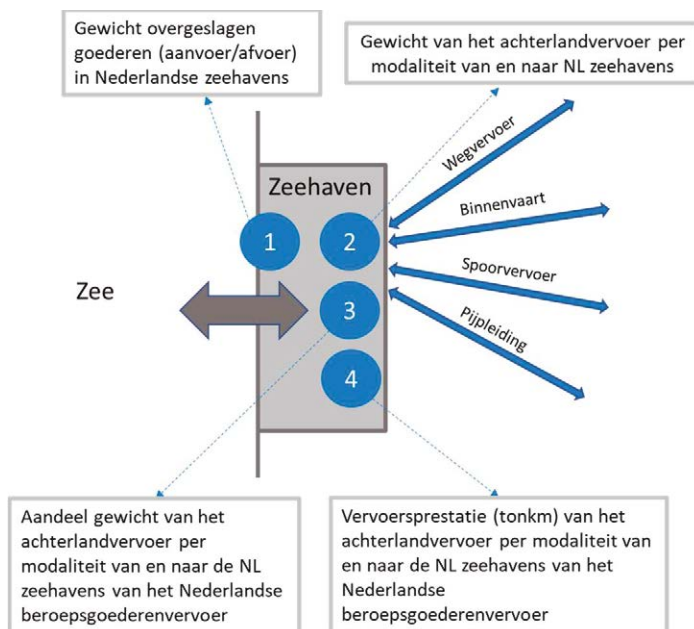 Gewicht overgeslagen
goederen (aanvoer/afvoer)
in Nederlandse zeehavens
Gewicht van het achterlandvervoer per
modaliteit van en naar NL zeehavens
Zee
Zeehaven
1
2
3
4
Wegvervoer
Binnenvaart
Spoorvervoer
Pijpleiding
Aandeel gewicht van het
achterlandvervoer per
modaliteit van en naar de NL
zeehavens van het Nederlandse
beroepsgoederenvervoer
Vervoersprestatie (tonkm) van het
achterlandvervoer per modaliteit van
en naar de NL zeehavens van het
Nederlandse
beroepsgoederenvervoer